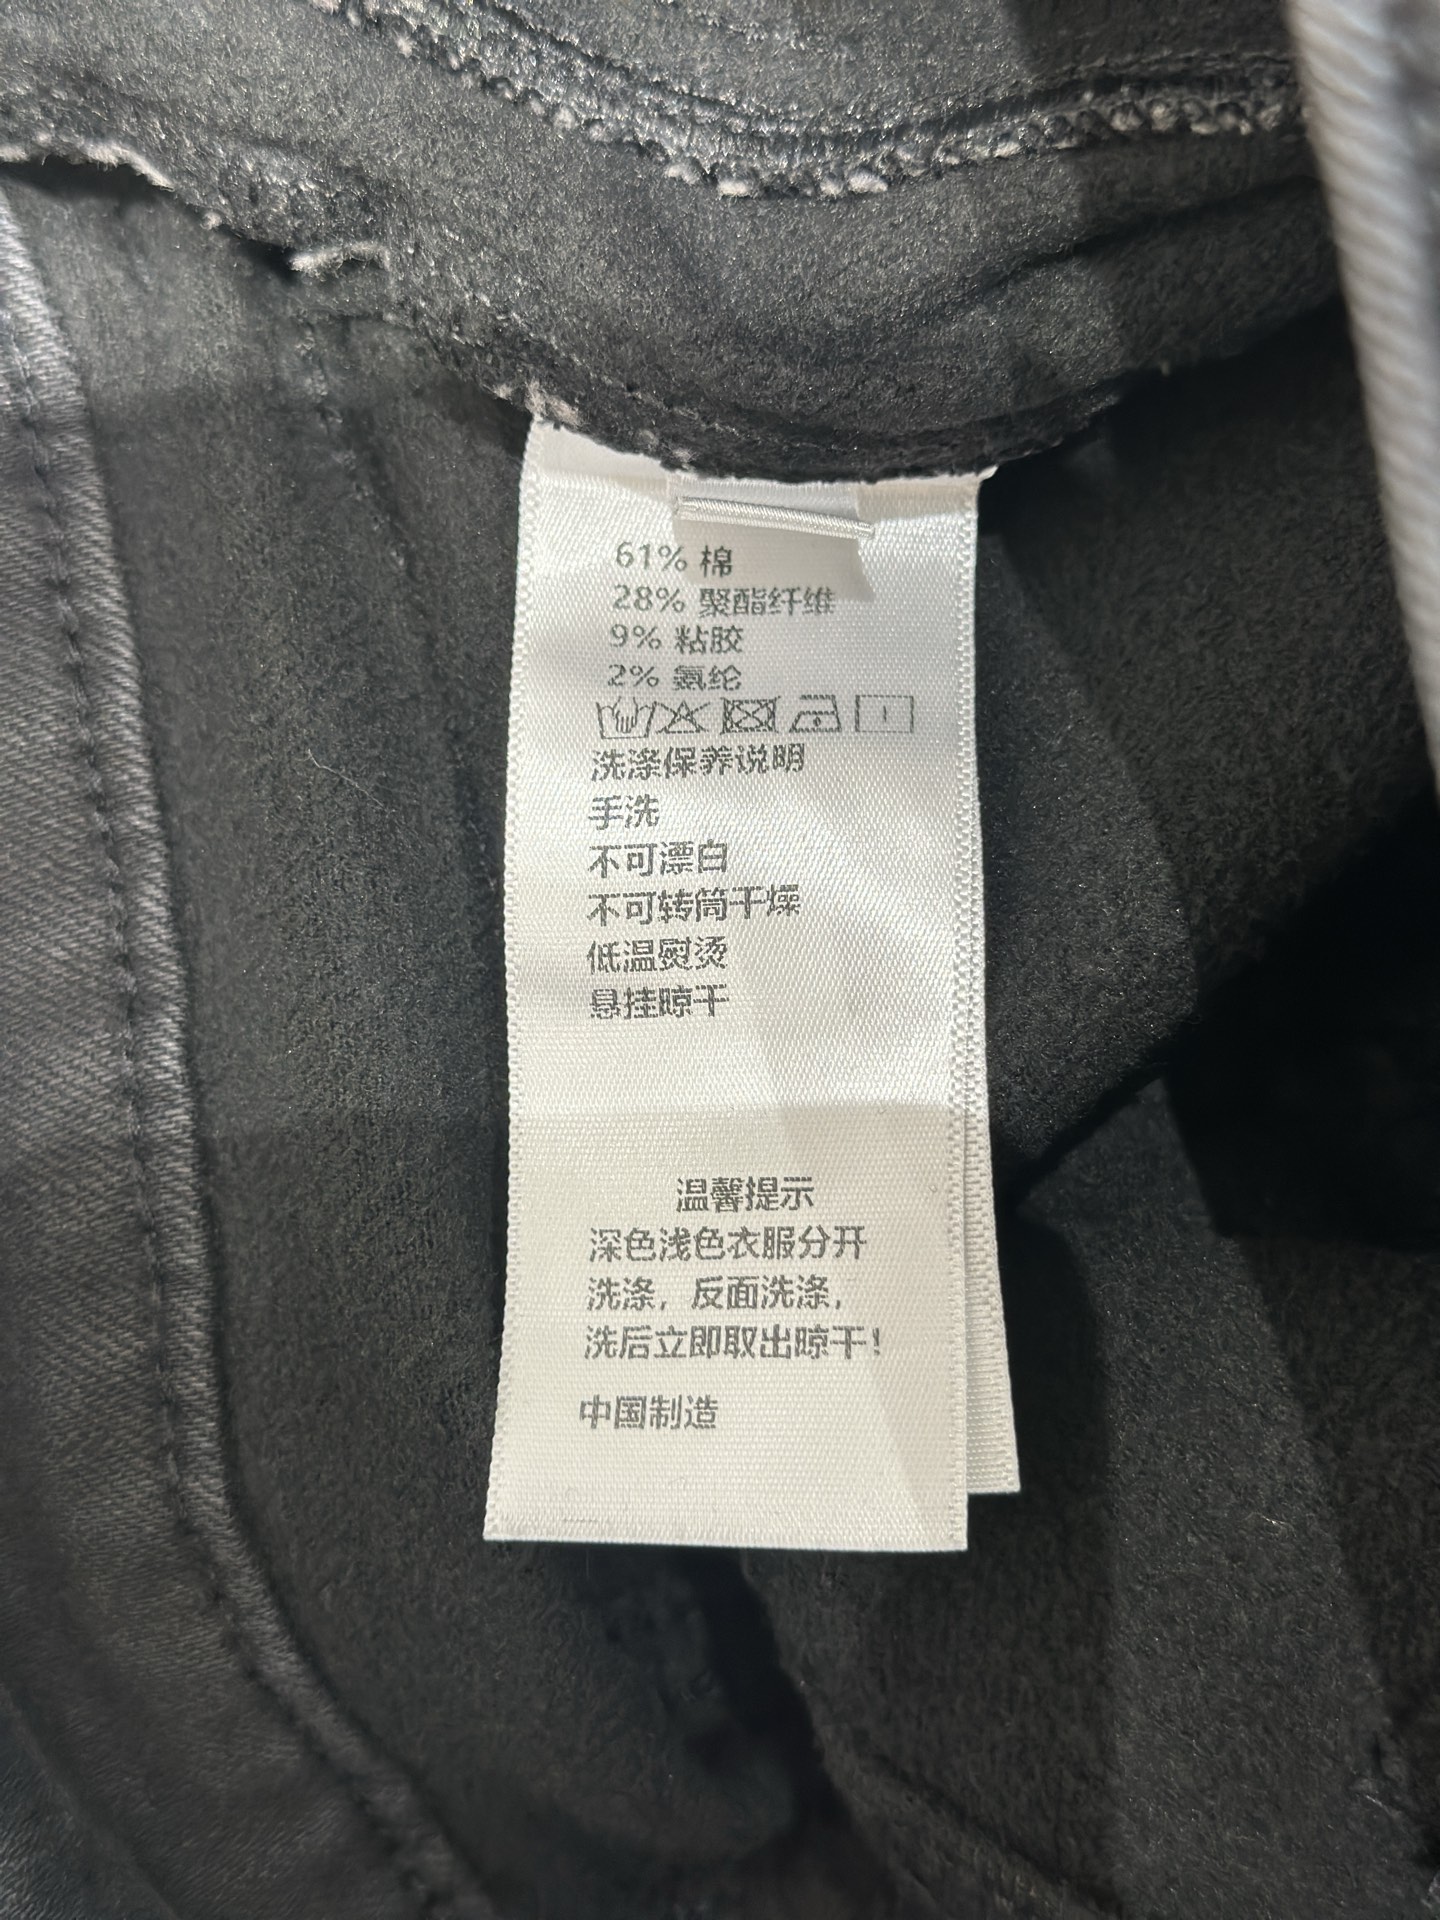 61% 棉
28% 聚酯纤维
9% 粘胶
2% 氨纶
洗涤保养说明
手洗
不可漂白
不可转筒干燥
低温熨烫
悬挂晾干
温馨提示
深色浅色衣服分开
洗涤，反面洗涤，
洗后立即取出晾干！
中国制造